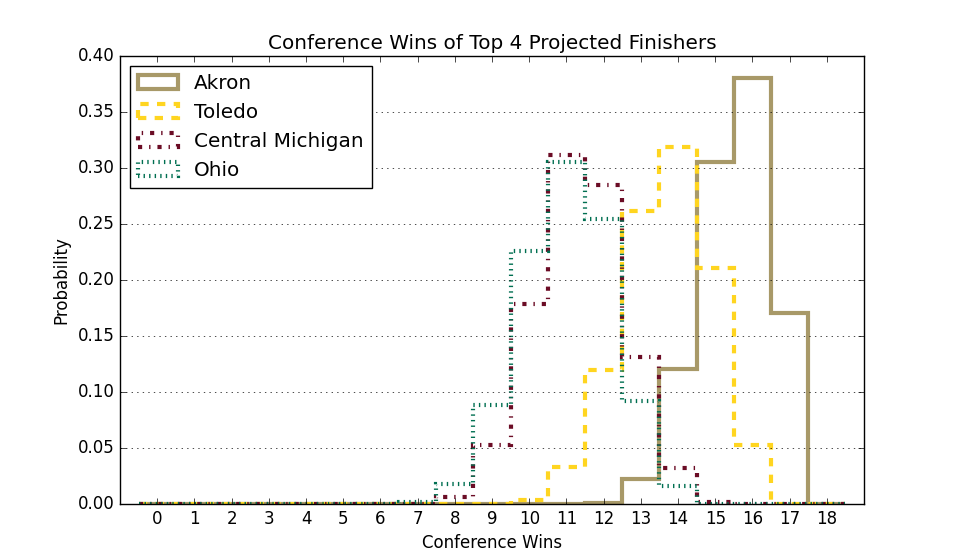 Conference Wins of Top 4 Projected Finishers
Akron
Toledo
Central Michigan
Ohio
Probability
0.40
0.35
0.30
0.25
0.20
0.15
0.10
0.05
0.00
0 1 2 3 4 5 6 7 8 9 10 11 12 13 14 15 16 17 18
Conference Wins